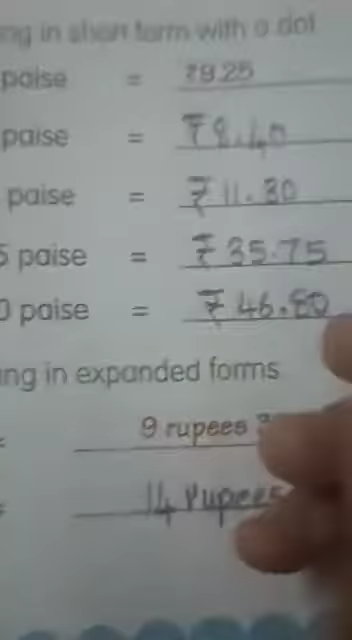 ng in short form with a dot
paise = ₹9.25
paise = ₹8.40
paise = ₹11.30
5 paise = ₹35.75
0 paise = ₹46.80
ing in expanded forms
= 9 rupees
= 14 rupees